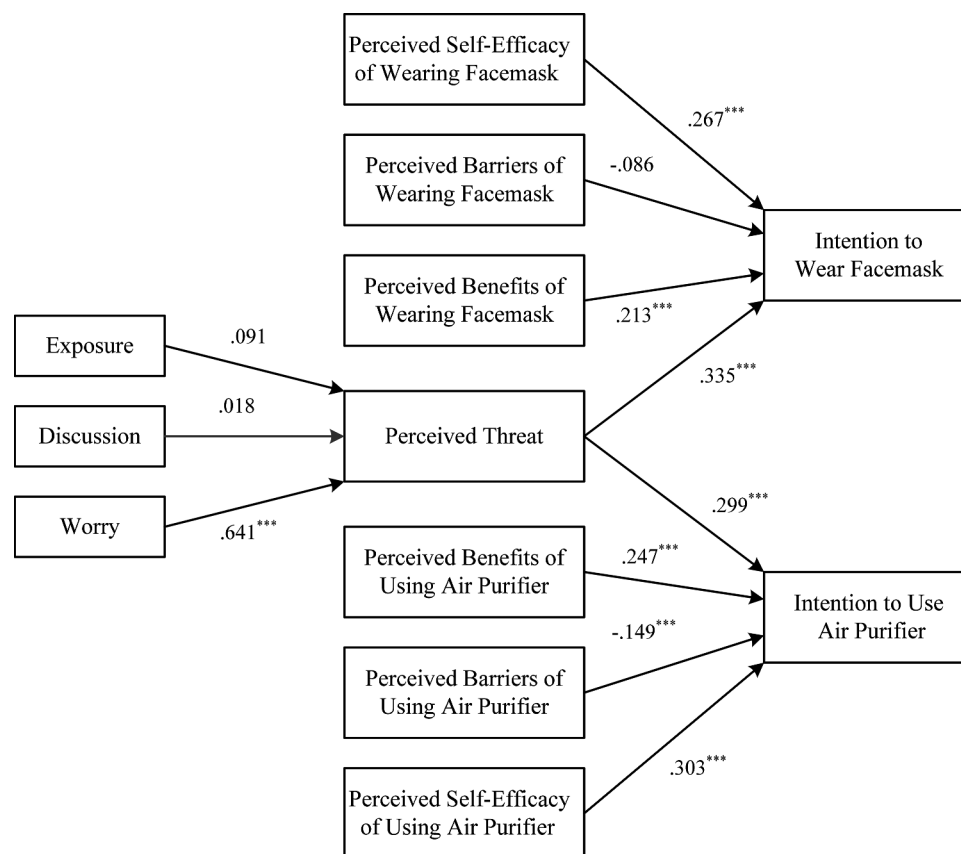 Perceived Self-Efficacy
of Wearing Facemask
.267***
Perceived Barriers of
Wearing Facemask
-.086
Intention to
Wear Facemask
Perceived Benefits of
Wearing Facemask
.213***
Exposure
.091
.335***
Discussion
.018
Perceived Threat
Worry
.641***
.299***
Perceived Benefits of
Using Air Purifier
.247***
Intention to Use
Air Purifier
-.149***
Perceived Barriers of
Using Air Purifier
.303***
Perceived Self-Efficacy
of Using Air Purifier